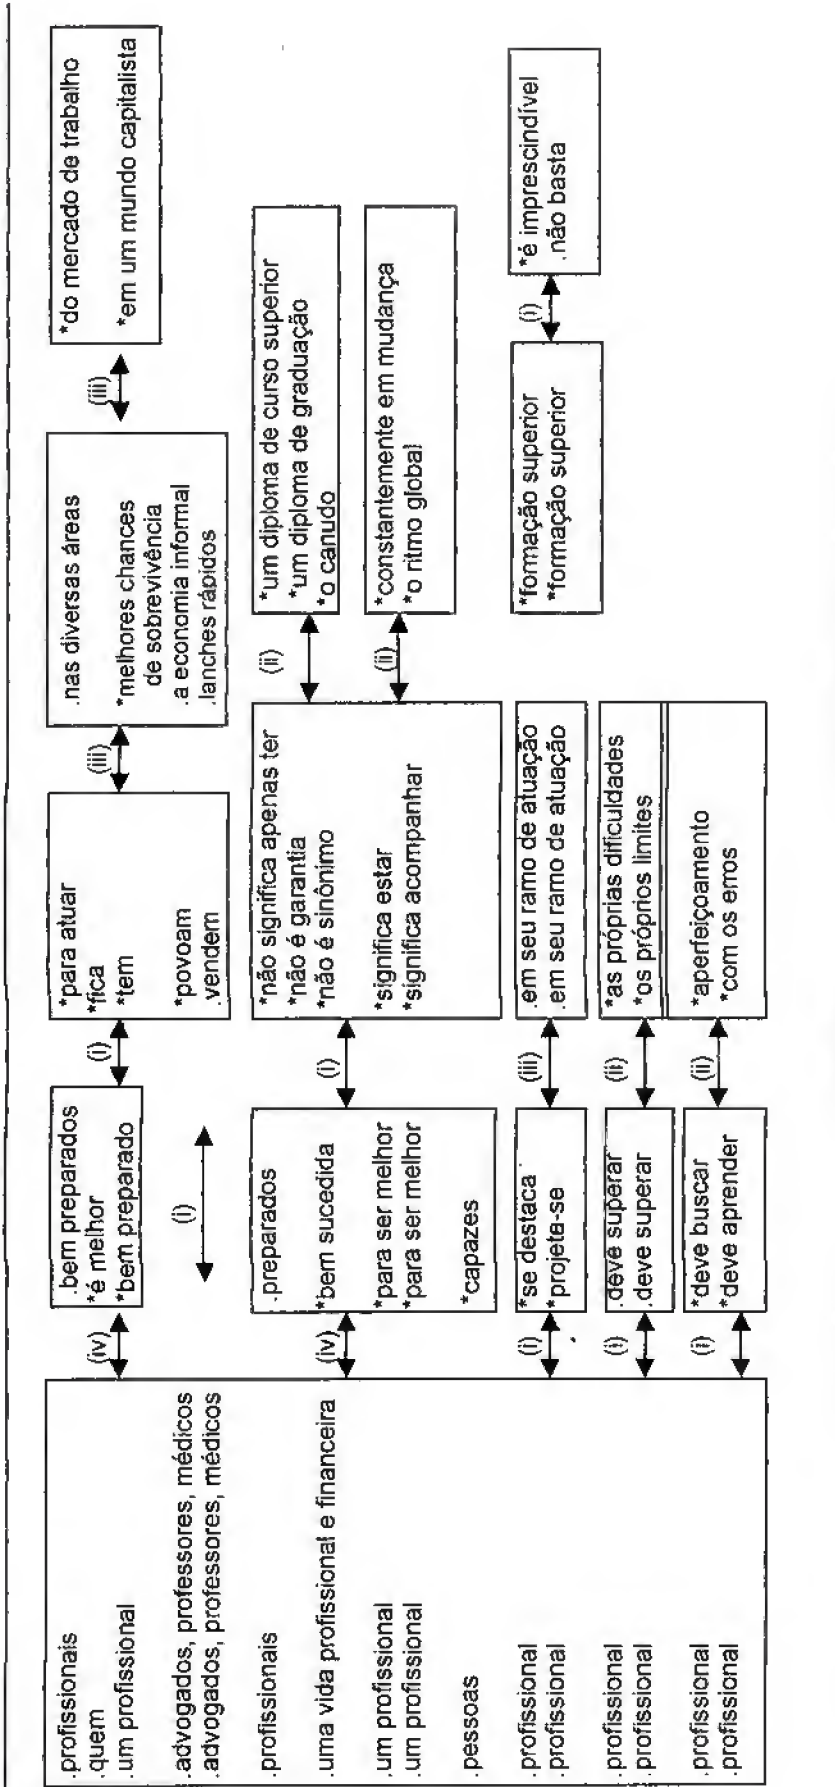 .profissionais
.quem
.um profissional
.advogados, professores, médicos
.advogados, professores, médicos
.profissionais
.uma vida profissional e financeira
.um profissional
.um profissional
.pessoas
.profissional
.profissional
.profissional
.profissional
.profissional
.profissional
(iv)
.bem preparados
*é melhor
*bem preparado
(i)
*para atuar
*fica
*tem
*povoam
.vendem
(iii)
.nas diversas áreas
*melhores chances
de sobrevivência
.a economia informal
.lanches rápidos
(iii)
*do mercado de trabalho
*em um mundo capitalista
(i)
(iv)
.preparados
*bem sucedida
*para ser melhor
*para ser melhor
*capazes
(i)
*não significa apenas ter
*não é garantia
*não é sinônimo
*significa estar
*significa acompanhar
(ii)
*um diploma de curso superior
*um diploma de graduação
*o canudo
(ii)
*constantemente em mudança
*o ritmo global
(i)
*se destaca
*projeta-se
(iii)
.em seu ramo de atuação
.em seu ramo de atuação
*formação superior
*formação superior
(i)
*é imprescindível
.não basta
(i)
.deve superar
.deve superar
(ii)
*as próprias dificuldades
*os próprios limites
(i)
*deve buscar
*deve aprender
(ii)
*aperfeiçoamento
*com os erros